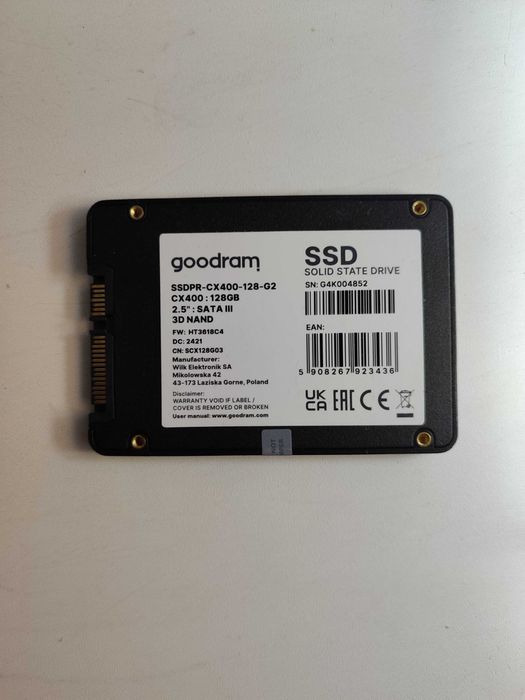 goodram
SSDPR-CX400-128-G2
CX400 : 128GB
2.5" : SATA III
3D NAND
FW: HT3618C4
DC: 2421
CN: SCX128G03
Manufacturer:
Wilk Elektronik SA
Mikolowska 42
43-173 Laziska Gorne, Poland
Disclaimer:
WARRANTY VOID IF LABEL /
COVER IS REMOVED OR BROKEN
User manual: www.goodram.com
SSD
SOLID STATE DRIVE
SN: G4K004852
EAN:
5 908267 923436
UK
CA EAC CE
NOT